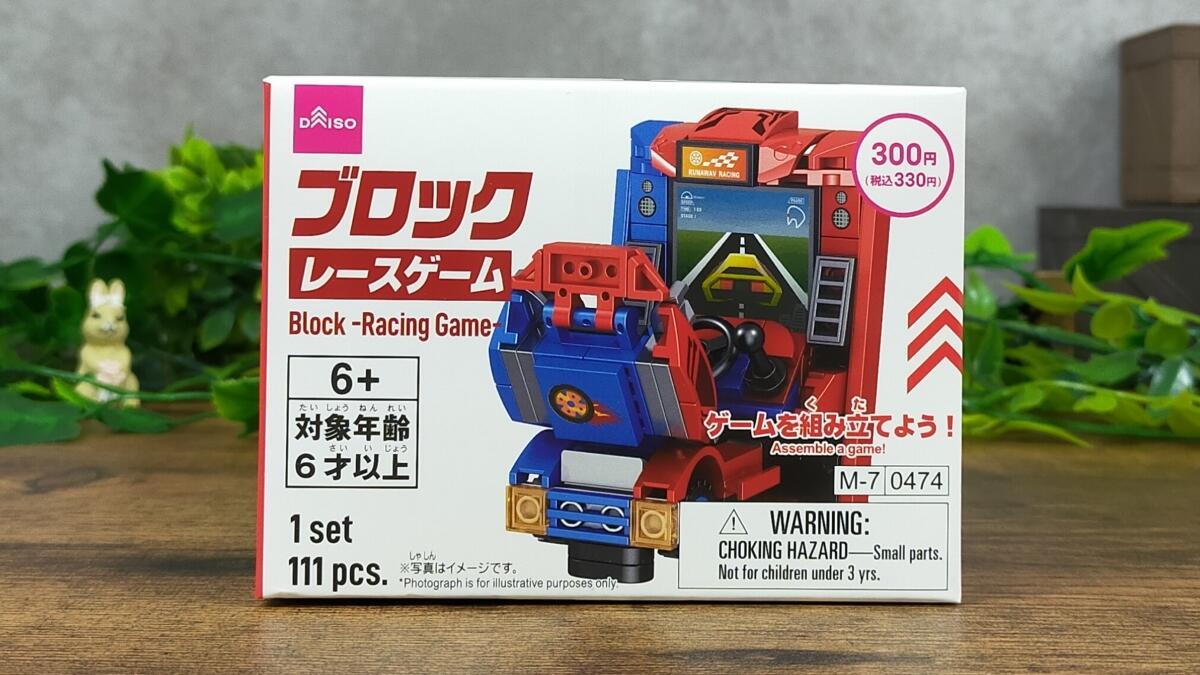 DAISO
ブロック
レースゲーム
Block -Racing Game-
300円
(税込330円)
RUNAWAY RACING
6+
たいしょうねんれい
対象年齢
さいいじょう
6才以上
く た
ゲームを組み立てよう!
Assemble a game!
M-7 0474
1 set
111 pcs.
しゃしん
※写真はイメージです。
*Photograph is for illustrative purposes only.
WARNING:
CHOKING HAZARD—Small parts.
Not for children under 3 yrs.